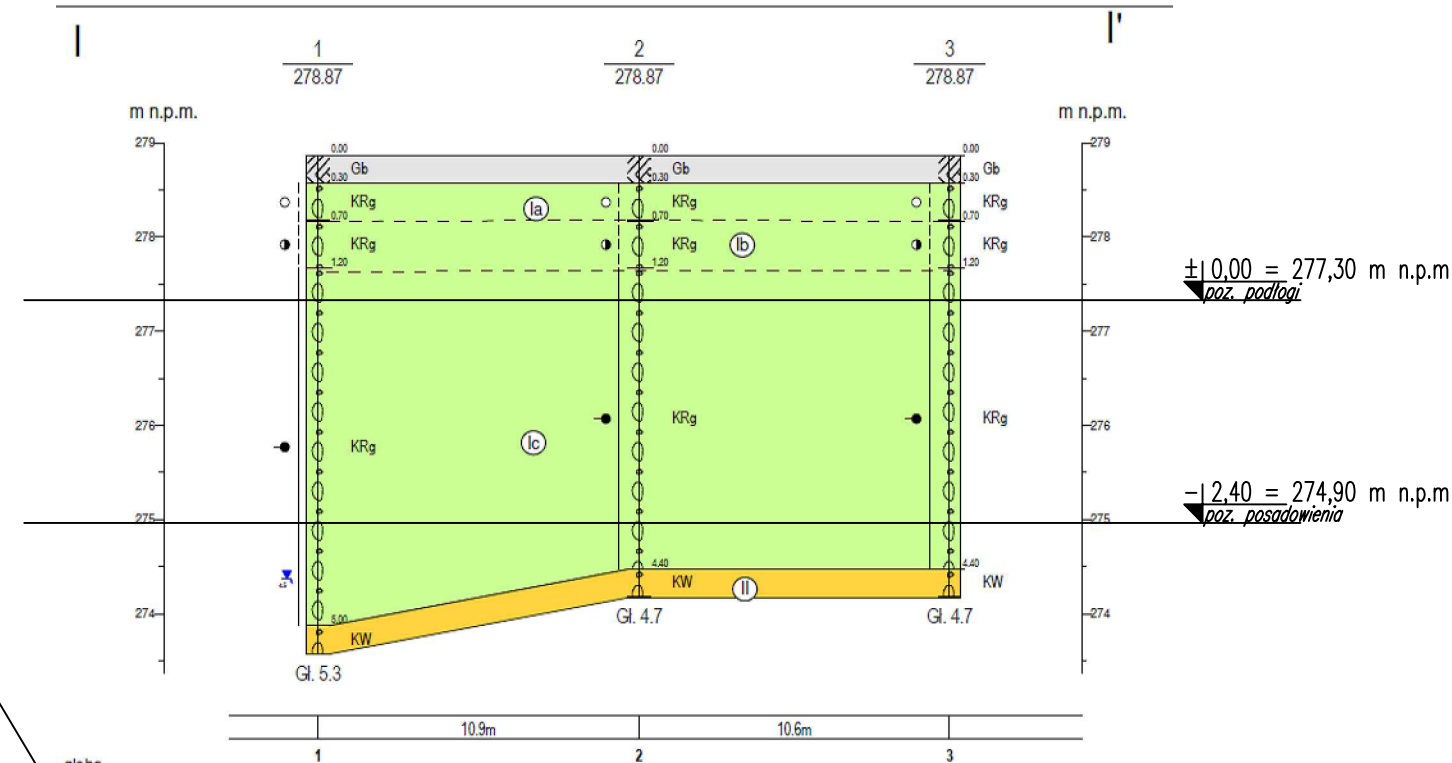 I I'
1 2 3
278.87 278.87 278.87
m n.p.m. m n.p.m.
279 0.00 0.00 0.00 279
Gb Gb Gb
0.30 0.30 0.30
KRg Ia KRg KRg
0.70 0.70 0.70
278 KRg KRg Ib KRg 278
1.20 1.20 1.20
± 0,00 = 277,30 m n.p.m
poz. podłogi
277 277
276 KRg KRg 276
KRg Ic
- 2,40 = 274,90 m n.p.m
275 275
poz. posadowienia
4.40 4.40
KW II KW
274 Gł. 4.7 Gł. 4.7 274
5.00
KW
Gł. 5.3
10.9m 10.6m
1 2 3